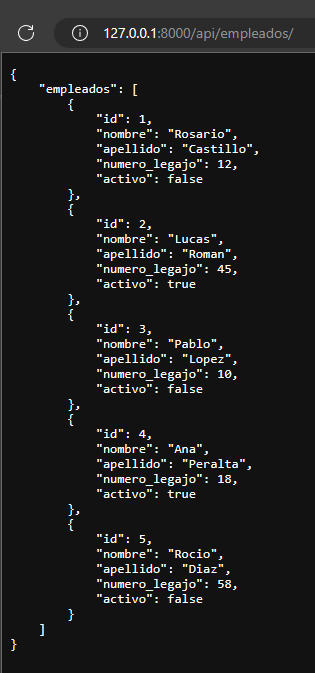 127.0.0.1:8000/api/empleados/
{
    "empleados": [
        {
            "id": 1,
            "nombre": "Rosario",
            "apellido": "Castillo",
            "numero_legajo": 12,
            "activo": false
        },
        {
            "id": 2,
            "nombre": "Lucas",
            "apellido": "Roman",
            "numero_legajo": 45,
            "activo": true
        },
        {
            "id": 3,
            "nombre": "Pablo",
            "apellido": "Lopez",
            "numero_legajo": 10,
            "activo": false
        },
        {
            "id": 4,
            "nombre": "Ana",
            "apellido": "Peralta",
            "numero_legajo": 18,
            "activo": true
        },
        {
            "id": 5,
            "nombre": "Rocio",
            "apellido": "Diaz",
            "numero_legajo": 58,
            "activo": false
        }
    ]
}